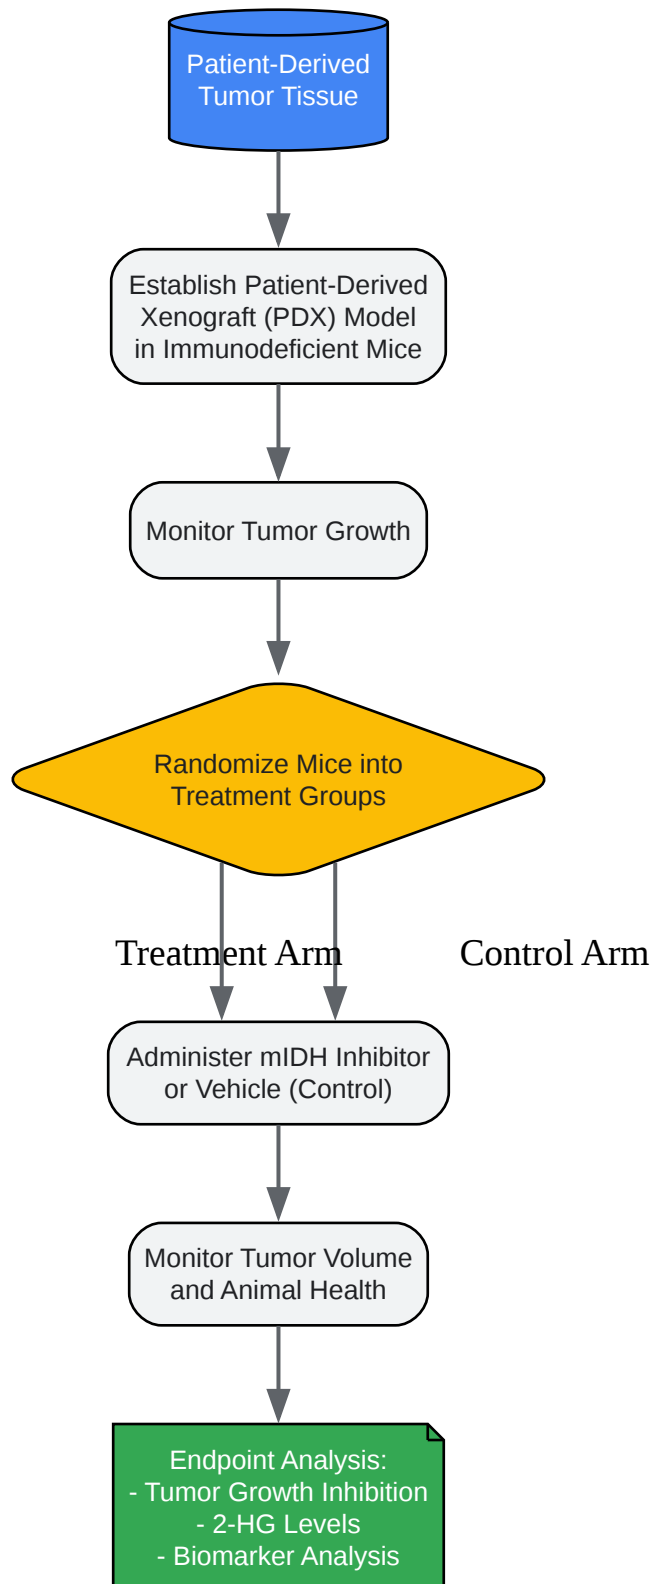 Patient-Derived
Tumor Tissue
Establish Patient-Derived
Xenograft (PDX) Model
in Immunodeficient Mice
Monitor Tumor Growth
Randomize Mice into
Treatment Groups
Treatment Arm
Control Arm
Administer mIDH Inhibitor
or Vehicle (Control)
Monitor Tumor Volume
and Animal Health
Endpoint Analysis:
- Tumor Growth Inhibition
- 2-HG Levels
- Biomarker Analysis